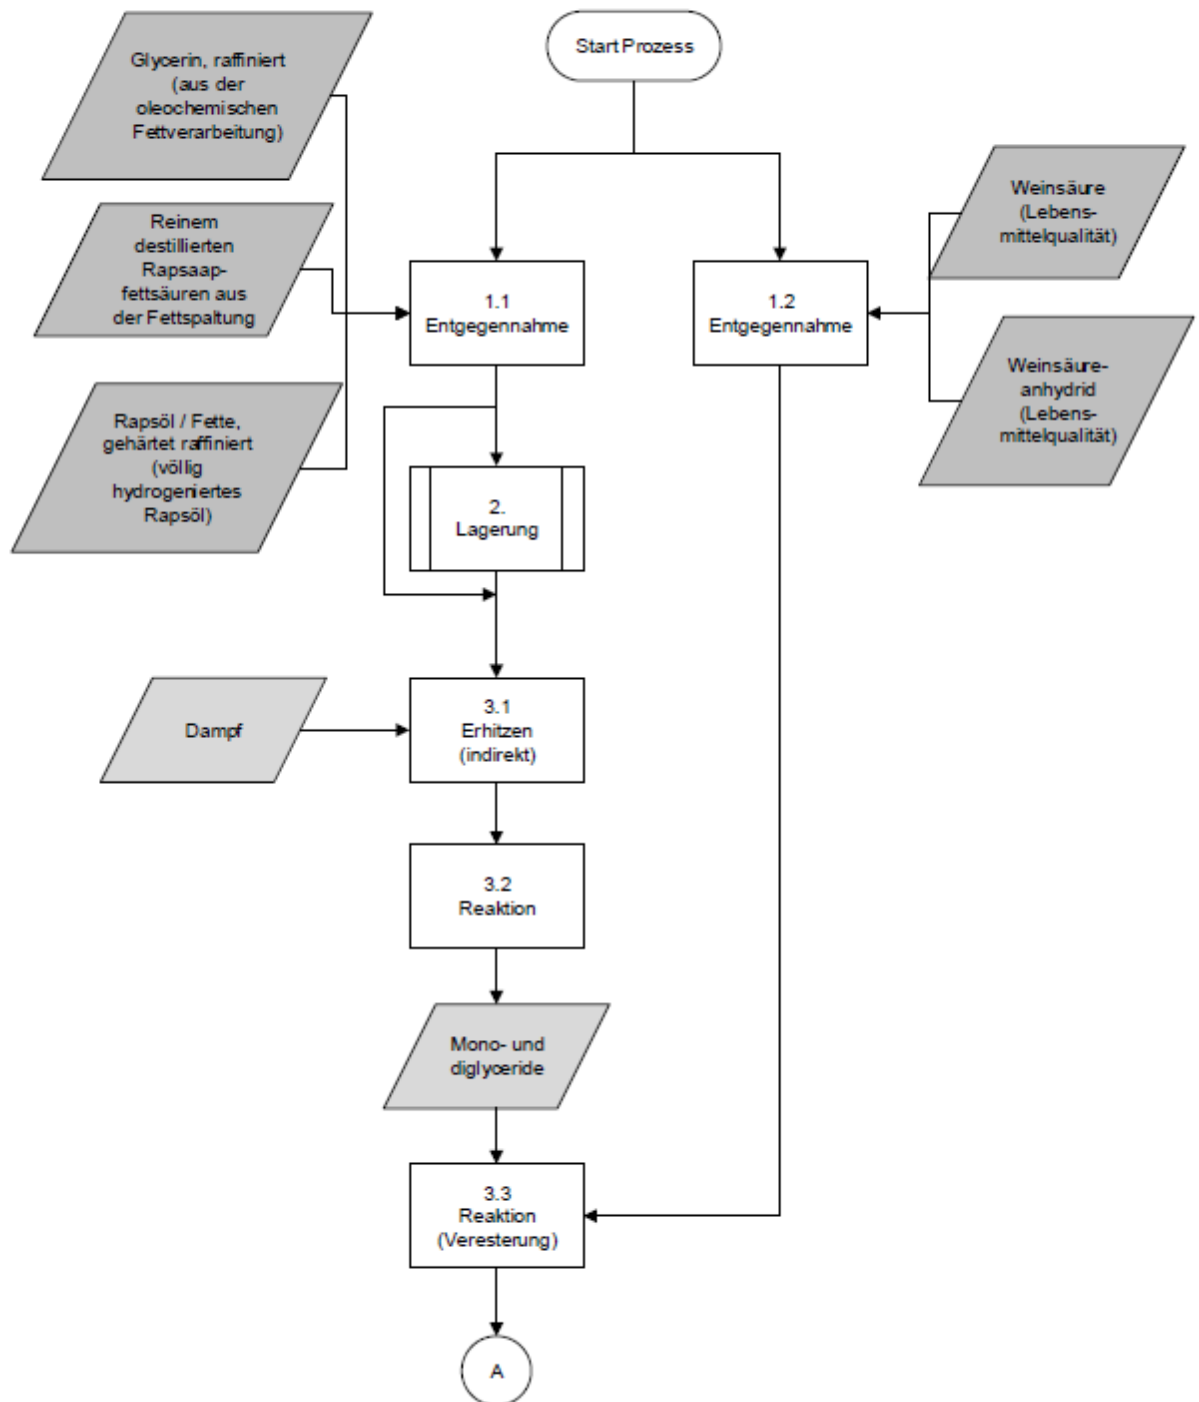 Start Prozess
Glycerin, raffiniert
(aus der
oleochemischen
Fettverarbeitung)
Reinem
destillierten
Rapsaap-
fettsäuren aus
der Fettspaltung
Rapsöl / Fette,
gehärtet raffiniert
(völlig
hydrogeniertes
Rapsöl)
Weinsäure
(Lebens-
mittelqualität)
Weinsäure-
anhydrid
(Lebens-
mittelqualität)
1.1
Entgegennahme
1.2
Entgegennahme
2.
Lagerung
Dampf
3.1
Erhitzen
(indirekt)
3.2
Reaktion
Mono- und
diglyceride
3.3
Reaktion
(Veresterung)
A